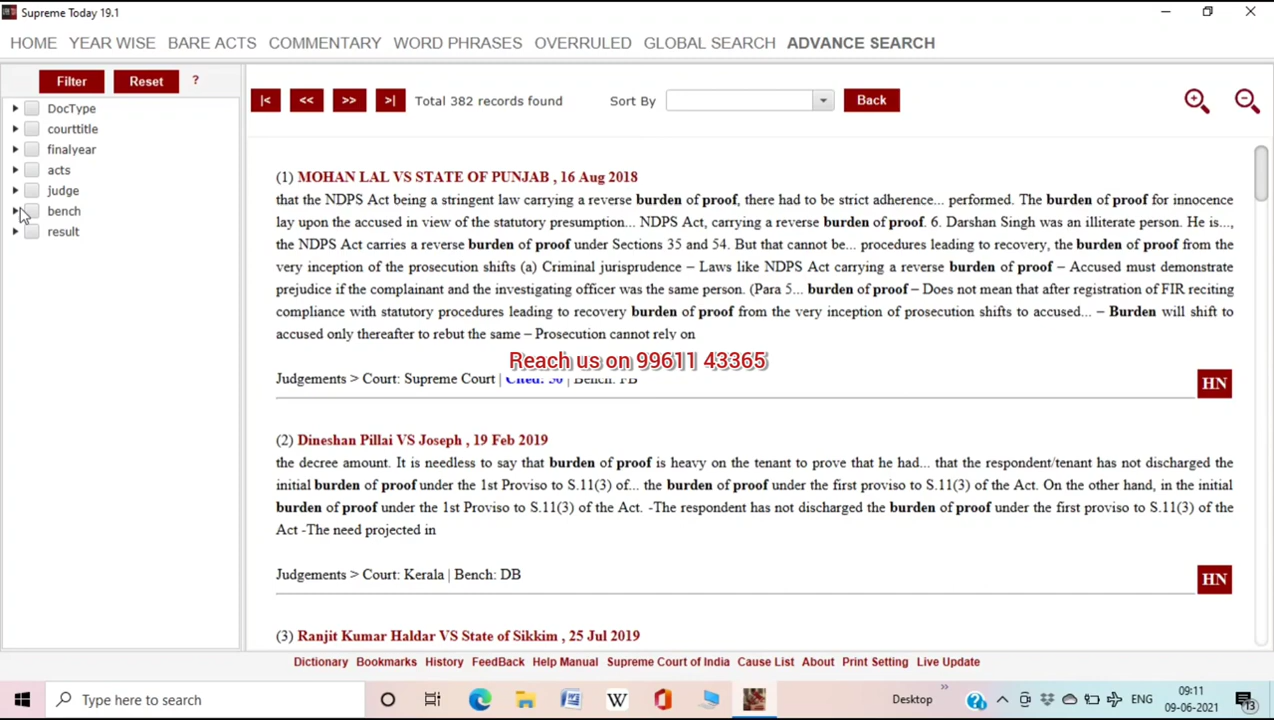 Supreme Today 19.1
HOME YEAR WISE BARE ACTS COMMENTARY WORD PHRASES OVERRULED GLOBAL SEARCH ADVANCE SEARCH
Filter Reset ?
|< << >> >| Total 382 records found Sort By Back
DocType
courttitle
finalyear
acts
judge
bench
result
(1) MOHAN LAL VS STATE OF PUNJAB , 16 Aug 2018
that the NDPS Act being a stringent law carrying a reverse burden of proof, there had to be strict adherence... performed. The burden of proof for innocence
lay upon the accused in view of the statutory presumption... NDPS Act, carrying a reverse burden of proof. 6. Darshan Singh was an illiterate person. He is...,
the NDPS Act carries a reverse burden of proof under Sections 35 and 54. But that cannot be... procedures leading to recovery, the burden of proof from the
very inception of the prosecution shifts (a) Criminal jurisprudence – Laws like NDPS Act carrying a reverse burden of proof – Accused must demonstrate
prejudice if the complainant and the investigating officer was the same person. (Para 5... burden of proof – Does not mean that after registration of FIR reciting
compliance with statutory procedures leading to recovery burden of proof from the very inception of prosecution shifts to accused... – Burden will shift to
accused only thereafter to rebut the same – Prosecution cannot rely on
Reach us on 99611 43365
Judgements > Court: Supreme Court | Cited: 50 | Bench: FB
HN
(2) Dineshan Pillai VS Joseph , 19 Feb 2019
the decree amount. It is needless to say that burden of proof is heavy on the tenant to prove that he had... that the respondent/tenant has not discharged the
initial burden of proof under the 1st Proviso to S.11(3) of... the burden of proof under the first proviso to S.11(3) of the Act. On the other hand, in the initial
burden of proof under the 1st Proviso to S.11(3) of the Act. -The respondent has not discharged the burden of proof under the first proviso to S.11(3) of the
Act -The need projected in
Judgements > Court: Kerala | Bench: DB
HN
(3) Ranjit Kumar Haldar VS State of Sikkim , 25 Jul 2019
Dictionary Bookmarks History FeedBack Help Manual Supreme Court of India Cause List About Print Setting Live Update
Type here to search
Desktop
ENG
09:11
09-06-2021
13